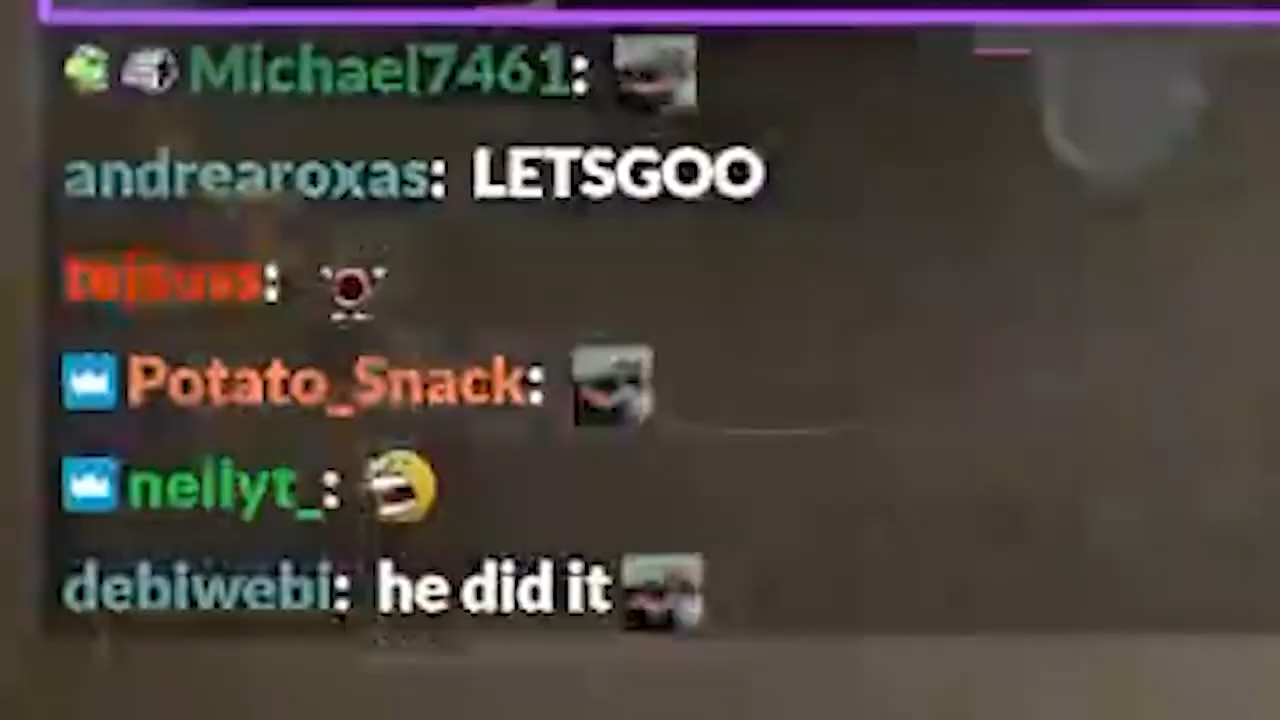 Michael7461:
andrearoxas: LETSGOO
Potato_Snack:
nellyt_:
debiwebi: he did it